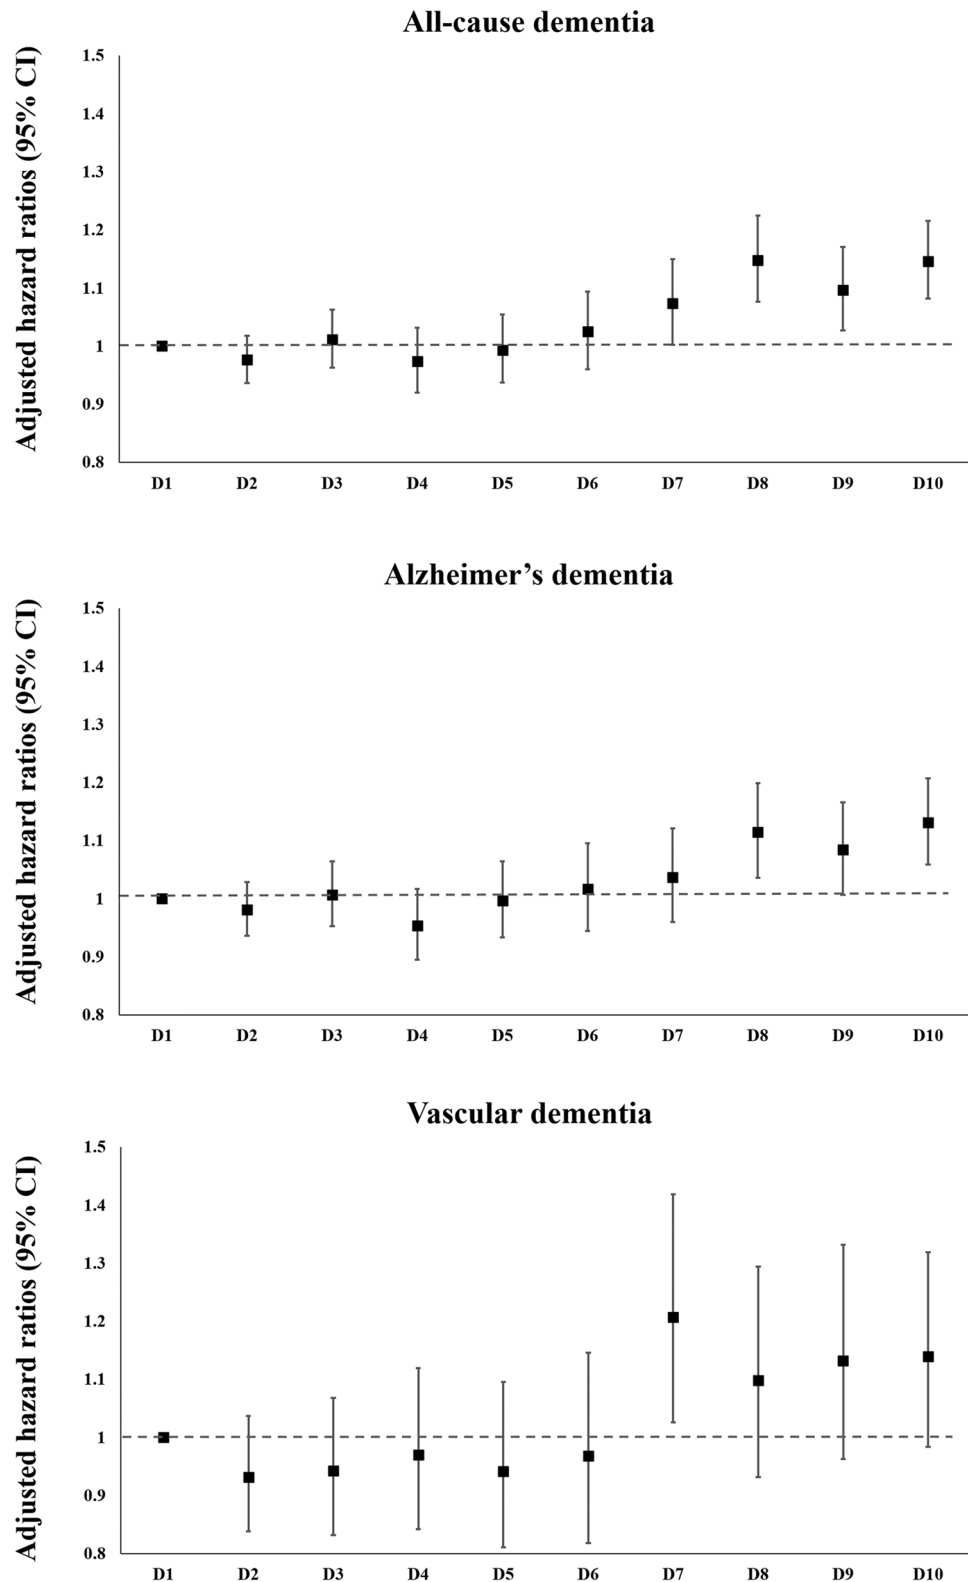 All-cause dementia
Adjusted hazard ratios (95% CI)
1.5
1.4
1.3
1.2
1.1
1
0.9
0.8
D1 D2 D3 D4 D5 D6 D7 D8 D9 D10
Alzheimer’s dementia
Adjusted hazard ratios (95% CI)
1.5
1.4
1.3
1.2
1.1
1
0.9
0.8
D1 D2 D3 D4 D5 D6 D7 D8 D9 D10
Vascular dementia
Adjusted hazard ratios (95% CI)
1.5
1.4
1.3
1.2
1.1
1
0.9
0.8
D1 D2 D3 D4 D5 D6 D7 D8 D9 D10